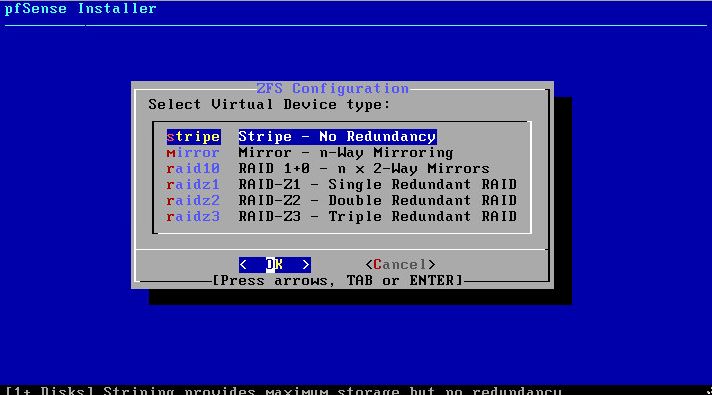 pfSense Installer
ZFS Configuration
Select Virtual Device type:
stripe Stripe - No Redundancy
mirror Mirror - n-Way Mirroring
raid10 RAID 1+0 - n x 2-Way Mirrors
raidz1 RAID-Z1 - Single Redundant RAID
raidz2 RAID-Z2 - Double Redundant RAID
raidz3 RAID-Z3 - Triple Redundant RAID
< OK > <Cancel>
[Press arrows, TAB or ENTER]
[1+ Disks] Striping provides maximum storage but no redundancy